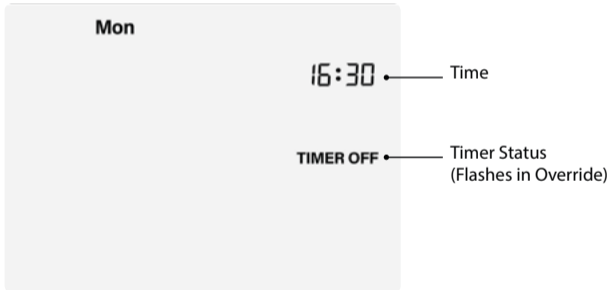 Mon
16:30
Time
TIMER OFF
Timer Status
(Flashes in Override)